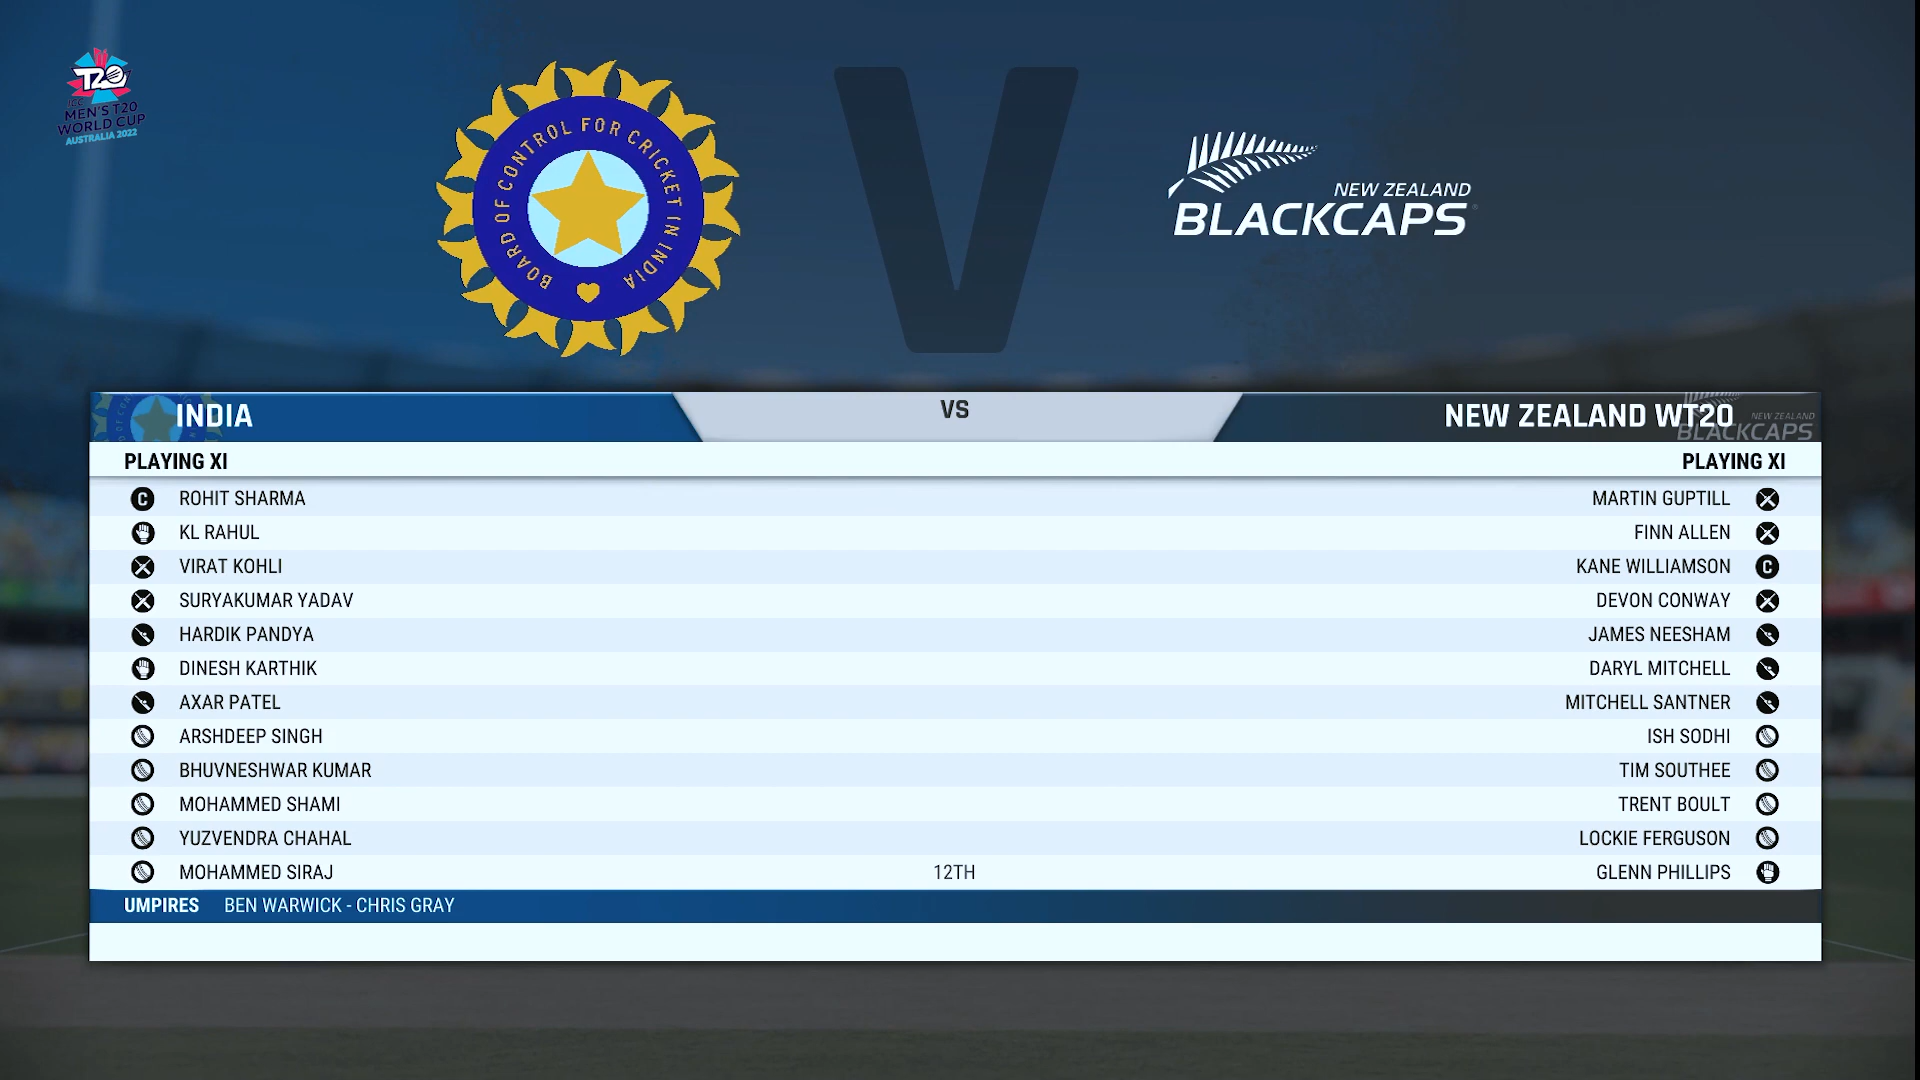 T20
ICC
MEN'S T20
WORLD CUP
AUSTRALIA 2022
BOARD OF CONTROL FOR CRICKET IN INDIA
V
NEW ZEALAND
BLACKCAPS
INDIA VS NEW ZEALAND WT20
NEW ZEALAND
BLACKCAPS
PLAYING XI PLAYING XI
C ROHIT SHARMA MARTIN GUPTILL
KL RAHUL FINN ALLEN
VIRAT KOHLI KANE WILLIAMSON C
SURYAKUMAR YADAV DEVON CONWAY
HARDIK PANDYA JAMES NEESHAM
DINESH KARTHIK DARYL MITCHELL
AXAR PATEL MITCHELL SANTNER
ARSHDEEP SINGH ISH SODHI
BHUVNESHWAR KUMAR TIM SOUTHEE
MOHAMMED SHAMI TRENT BOULT
YUZVENDRA CHAHAL LOCKIE FERGUSON
MOHAMMED SIRAJ 12TH GLENN PHILLIPS
UMPIRES BEN WARWICK - CHRIS GRAY